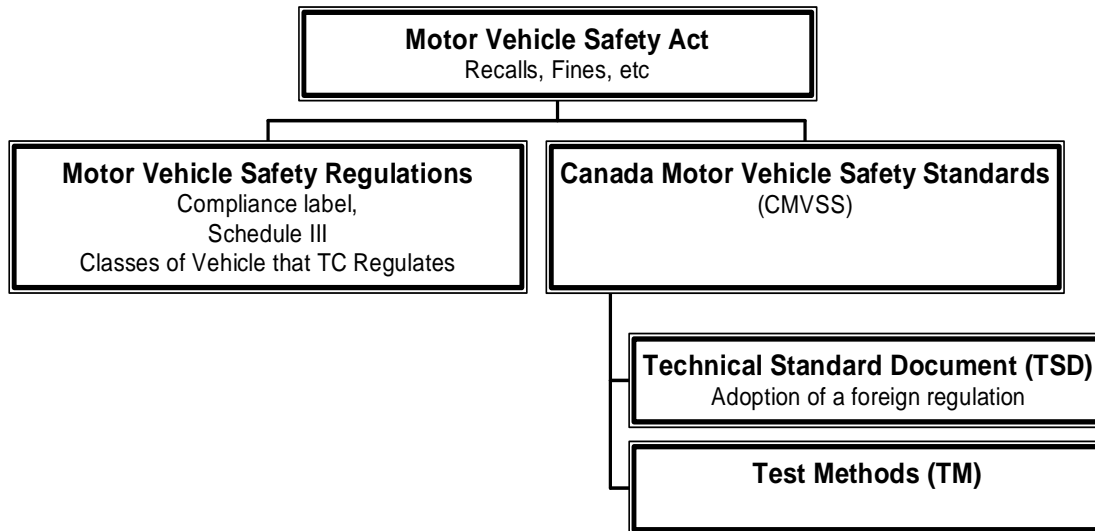 Motor Vehicle Safety Act
Recalls, Fines, etc
Motor Vehicle Safety Regulations
Compliance label,
Schedule III
Classes of Vehicle that TC Regulates
Canada Motor Vehicle Safety Standards
(CMVSS)
Technical Standard Document (TSD)
Adoption of a foreign regulation
Test Methods (TM)